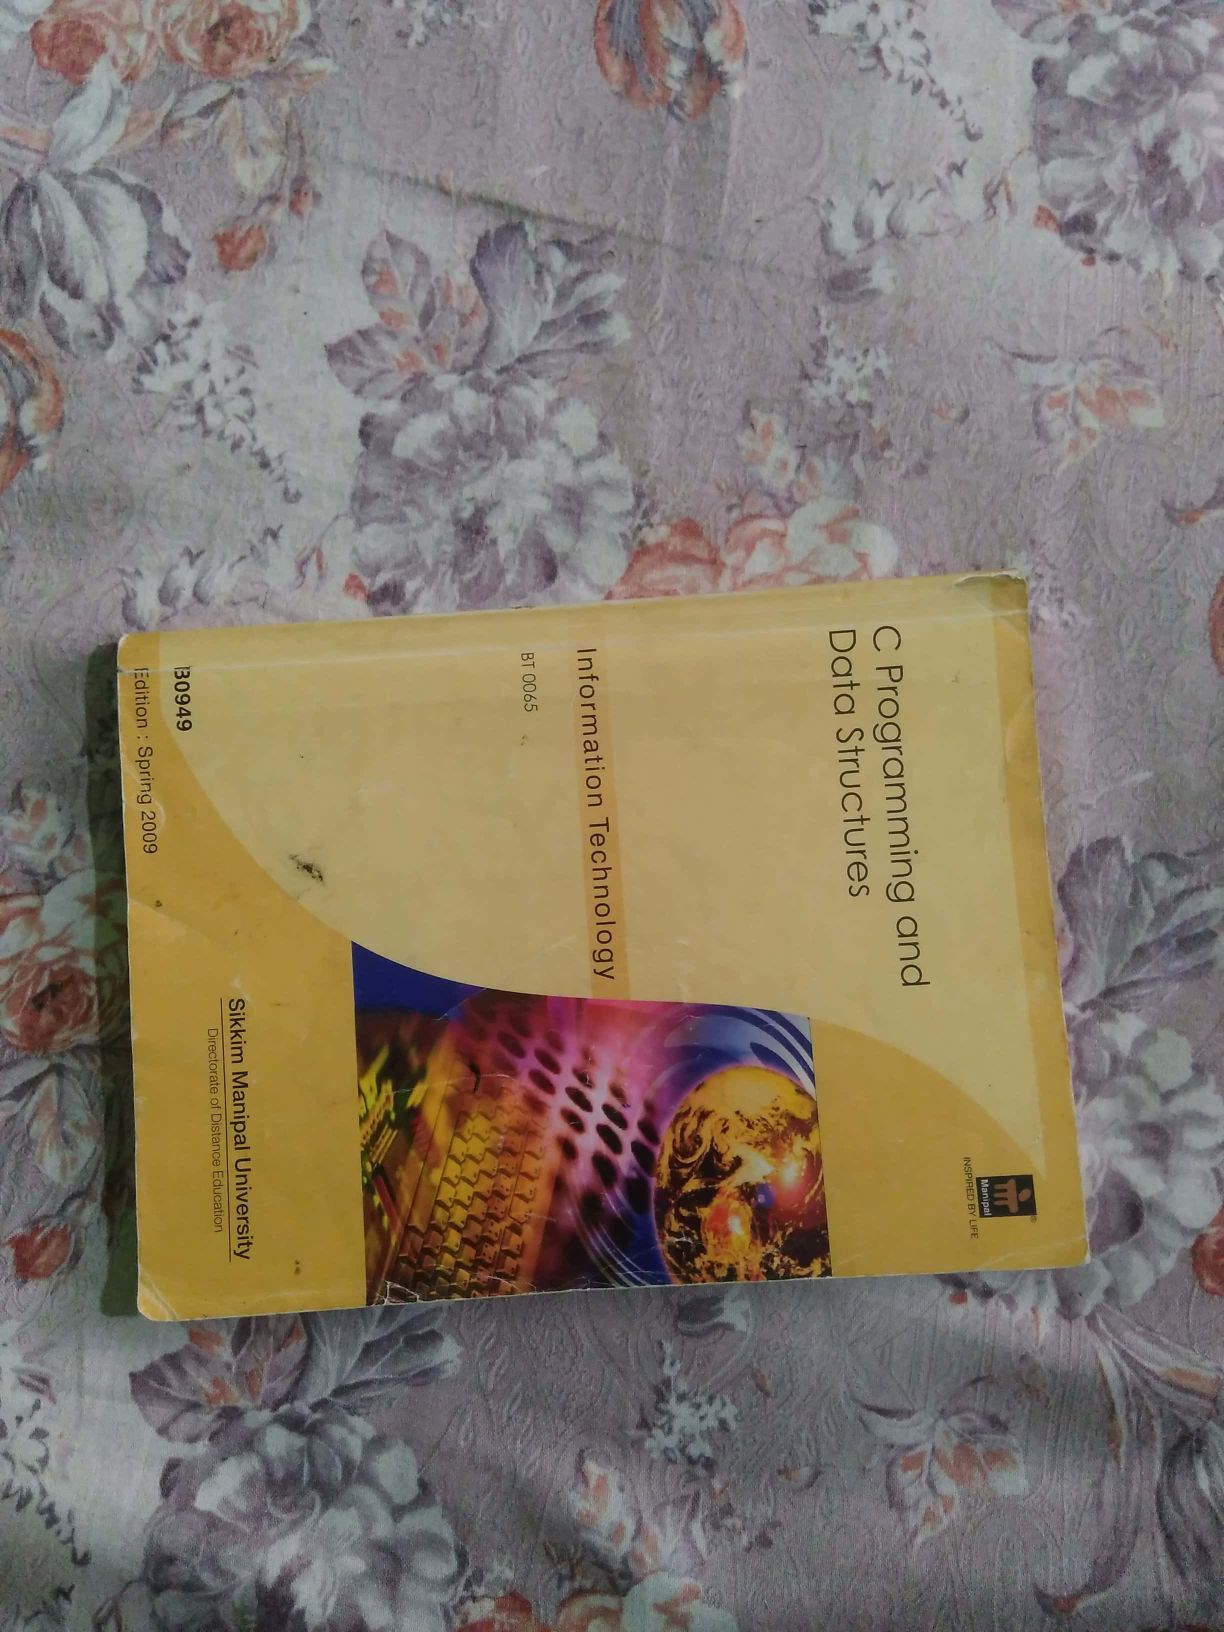 C Programming and
Data Structures
Manipal
®
INSPIRED BY LIFE
Information Technology
BT 0065
Sikkim Manipal University
Directorate of Distance Education
B0949
Edition : Spring 2009